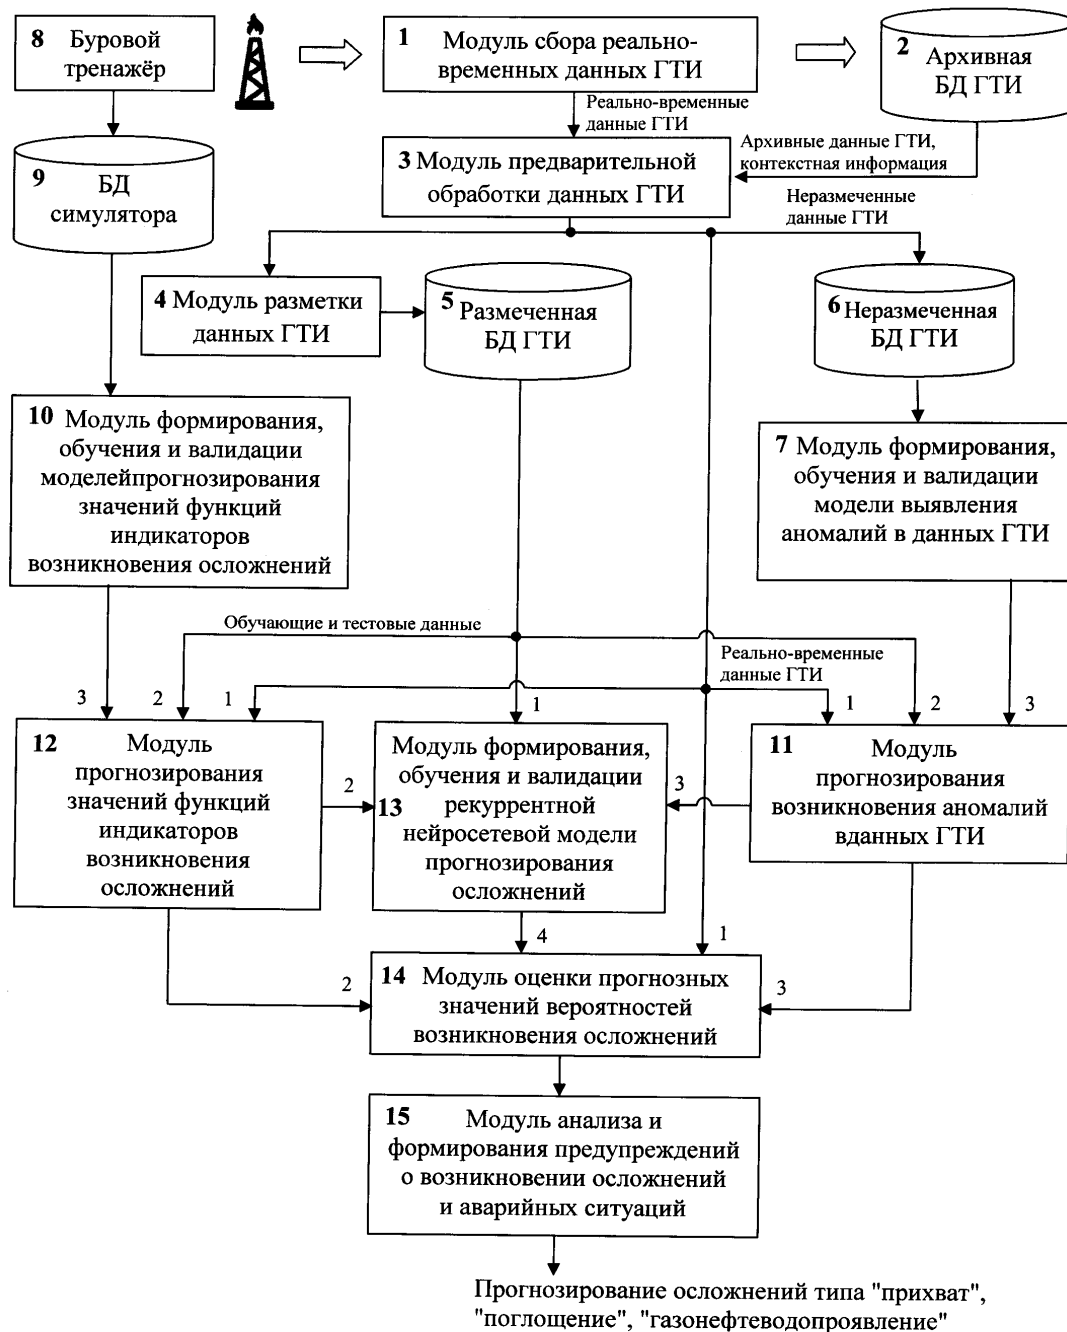 8 Буровой
тренажёр
1 Модуль сбора реально-
временных данных ГТИ
2 Архивная
БД ГТИ
Реально-временные
данные ГТИ
Архивные данные ГТИ,
контекстная информация
9 БД
симулятора
3 Модуль предварительной
обработки данных ГТИ
Неразмеченные
данные ГТИ
4 Модуль разметки
данных ГТИ
5 Размеченная
БД ГТИ
6 Неразмеченная
БД ГТИ
10 Модуль формирования,
обучения и валидации
моделейпрогнозирования
значений функций
индикаторов
возникновения осложнений
7 Модуль формирования,
обучения и валидации
модели выявления
аномалий в данных ГТИ
Обучающие и тестовые данные
Реально-временные
данные ГТИ
3 2 1 1 1 2 3
12 Модуль
прогнозирования
значений функций
индикаторов
возникновения
осложнений
2
13 Модуль формирования,
обучения и валидации
рекуррентной
нейросетевой модели
прогнозирования
осложнений
3
11 Модуль
прогнозирования
возникновения аномалий
вданных ГТИ
4 1
2
14 Модуль оценки прогнозных
значений вероятностей
возникновения осложнений
3
15 Модуль анализа и
формирования предупреждений
о возникновении осложнений
и аварийных ситуаций
Прогнозирование осложнений типа "прихват",
"поглощение", "газонефтеводопроявление"